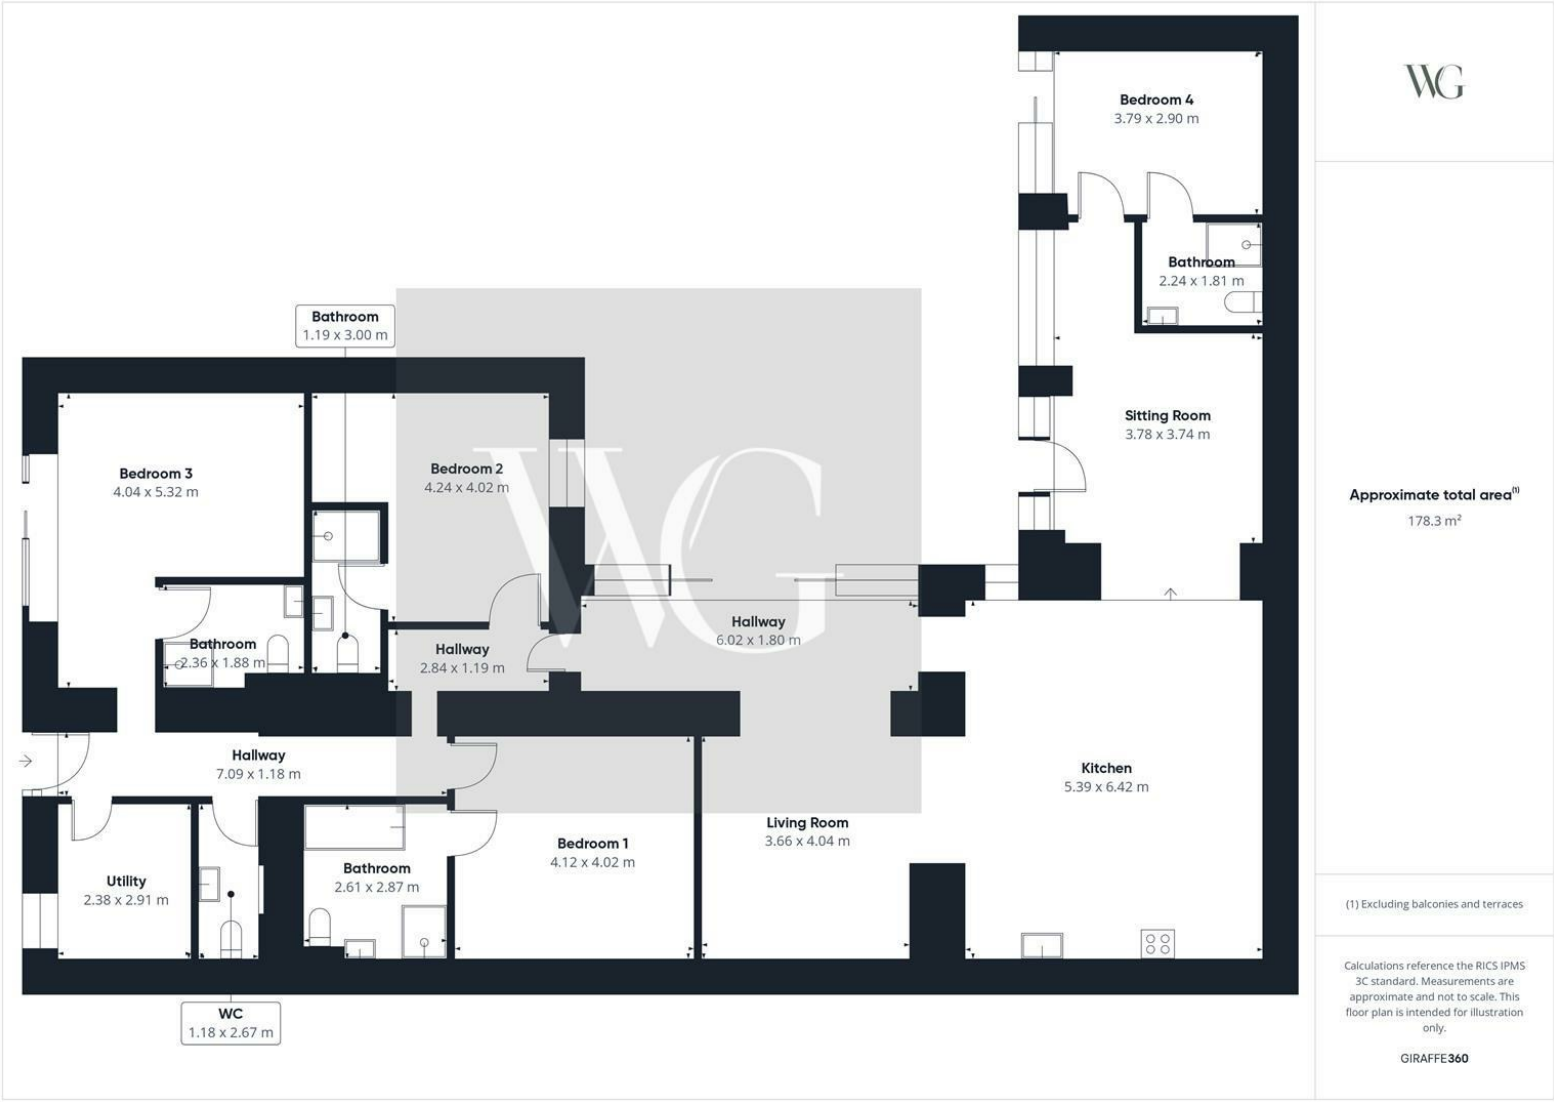 WG
Bedroom 4
3.79 x 2.90 m
Bathroom
2.24 x 1.81 m
Bathroom
1.19 x 3.00 m
Sitting Room
3.78 x 3.74 m
Bedroom 3
4.04 x 5.32 m
Bedroom 2
4.24 x 4.02 m
WG
Approximate total area(1)
178.3 m²
Hallway
6.02 x 1.80 m
Bathroom
2.36 x 1.88 m
Hallway
2.84 x 1.19 m
Hallway
7.09 x 1.18 m
Kitchen
5.39 x 6.42 m
Living Room
3.66 x 4.04 m
Bedroom 1
4.12 x 4.02 m
Bathroom
2.61 x 2.87 m
Utility
2.38 x 2.91 m
WC
1.18 x 2.67 m
(1) Excluding balconies and terraces
Calculations reference the RICS IPMS
3C standard. Measurements are
approximate and not to scale. This
floor plan is intended for illustration
only.
GIRAFFE360